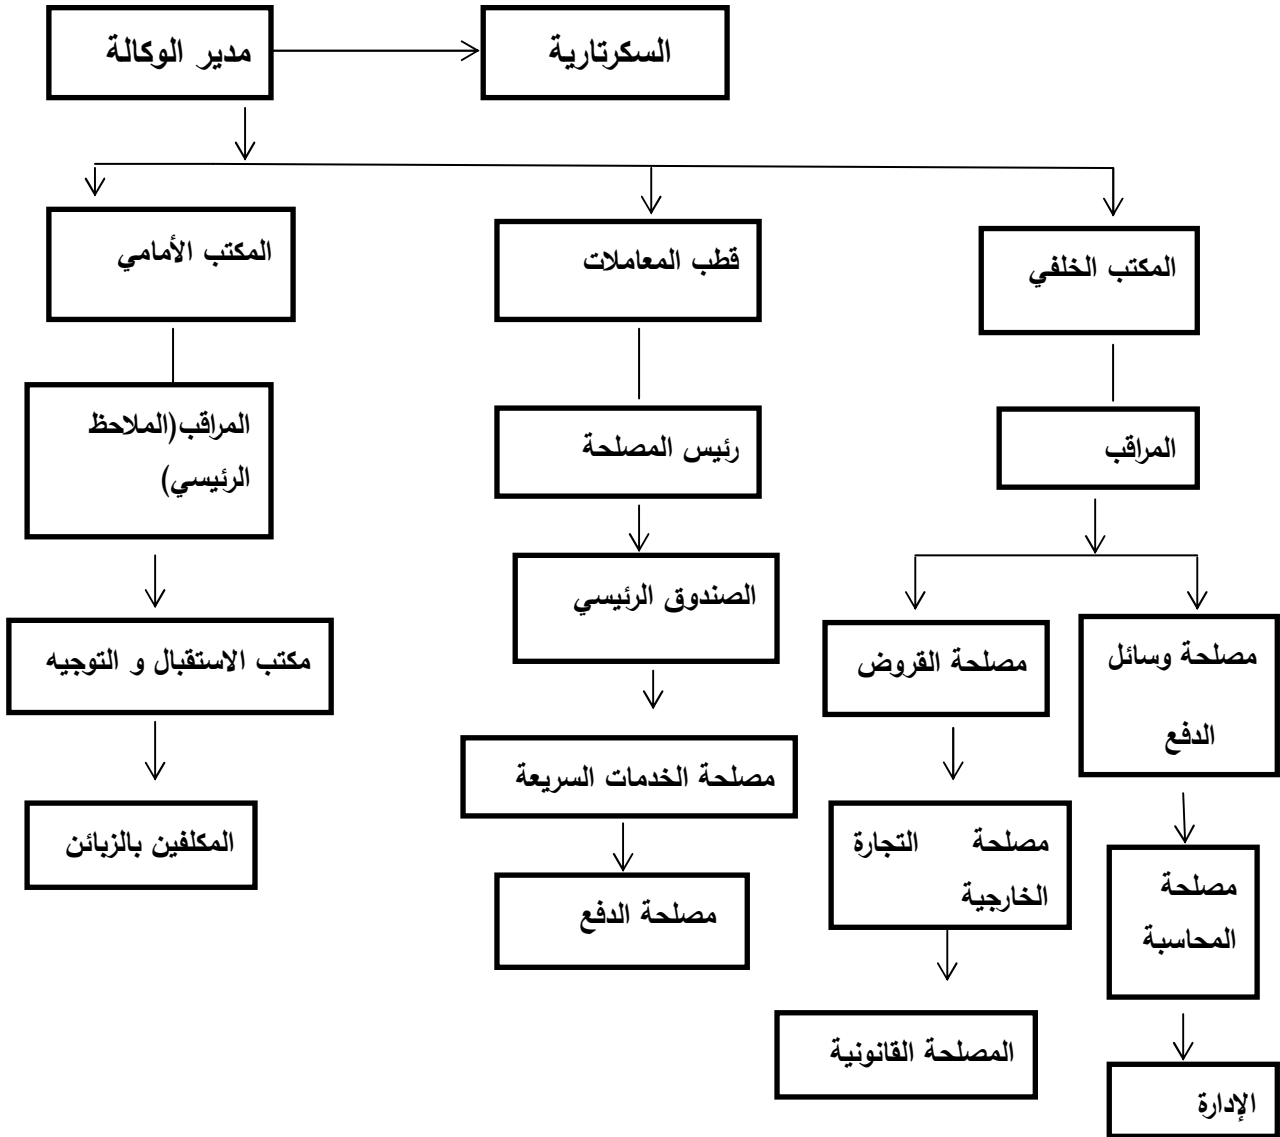 مدير الوكالة
السكرتارية
المكتب الخلفي
قطب المعاملات
المكتب الأمامي
المراقب
رئيس المصلحة
المراقب(الملاحظ
الرئيسي)
الصندوق الرئيسي
مصلحة وسائل
الدفع
مصلحة القروض
مكتب الاستقبال و التوجيه
مصلحة الخدمات السريعة
مصلحة التجارة
الخارجية
المكلفين بالزبائن
مصلحة
المحاسبة
مصلحة الدفع
المصلحة القانونية
الإدارة